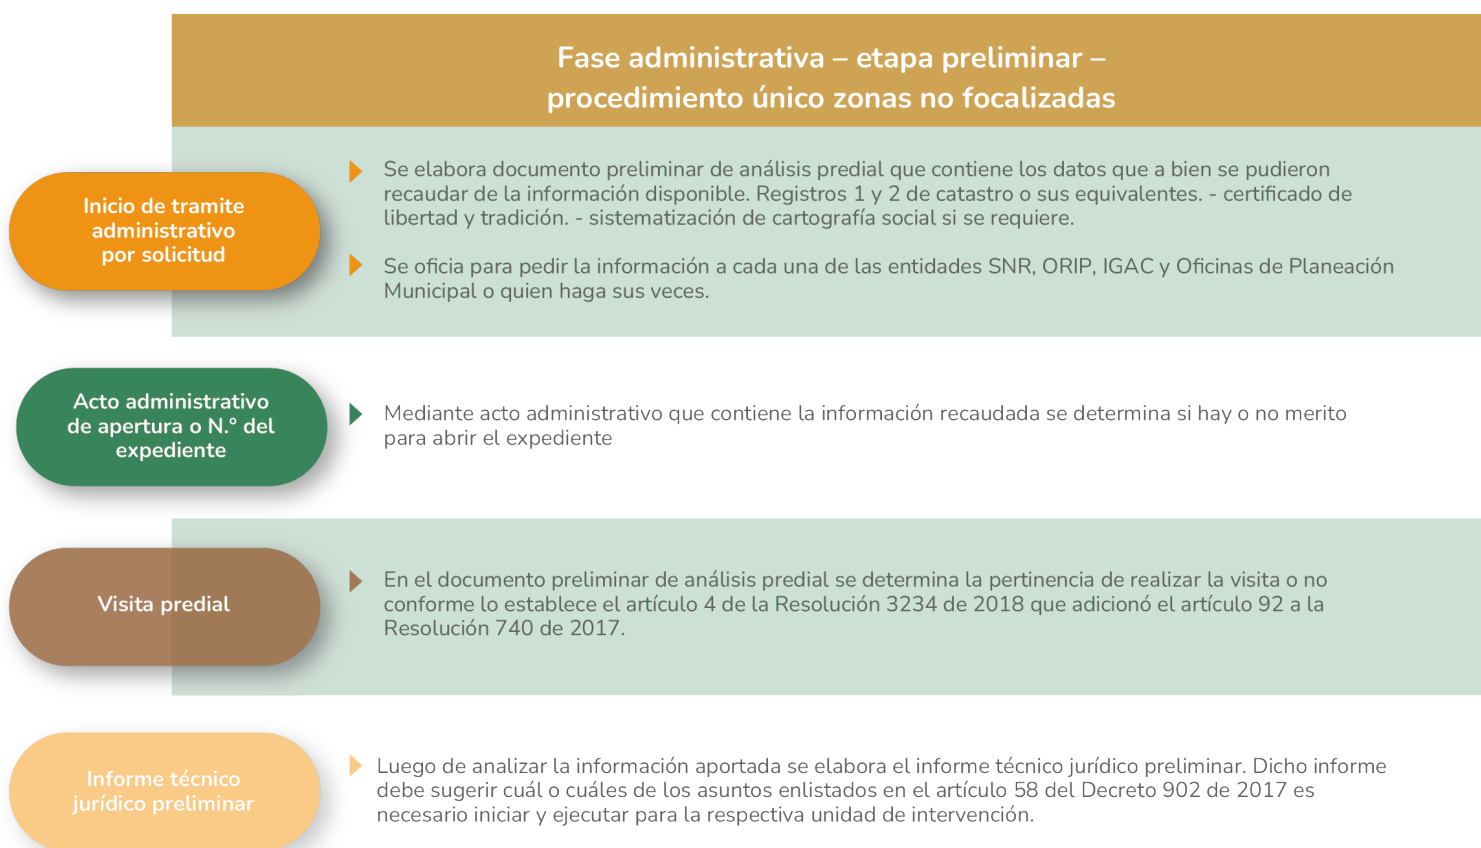 Fase administrativa – etapa preliminar –
procedimiento único zonas no focalizadas
Inicio de tramite
administrativo
por solicitud
Se elabora documento preliminar de análisis predial que contiene los datos que a bien se pudieron
recaudar de la información disponible. Registros 1 y 2 de catastro o sus equivalentes. - certificado de
libertad y tradición. - sistematización de cartografía social si se requiere.
Se oficia para pedir la información a cada una de las entidades SNR, ORIP, IGAC y Oficinas de Planeación
Municipal o quien haga sus veces.
Acto administrativo
de apertura o N.° del
expediente
Mediante acto administrativo que contiene la información recaudada se determina si hay o no merito
para abrir el expediente
Visita predial
En el documento preliminar de análisis predial se determina la pertinencia de realizar la visita o no
conforme lo establece el artículo 4 de la Resolución 3234 de 2018 que adicionó el artículo 92 a la
Resolución 740 de 2017.
Informe técnico
jurídico preliminar
Luego de analizar la información aportada se elabora el informe técnico jurídico preliminar. Dicho informe
debe sugerir cuál o cuáles de los asuntos enlistados en el artículo 58 del Decreto 902 de 2017 es
necesario iniciar y ejecutar para la respectiva unidad de intervención.